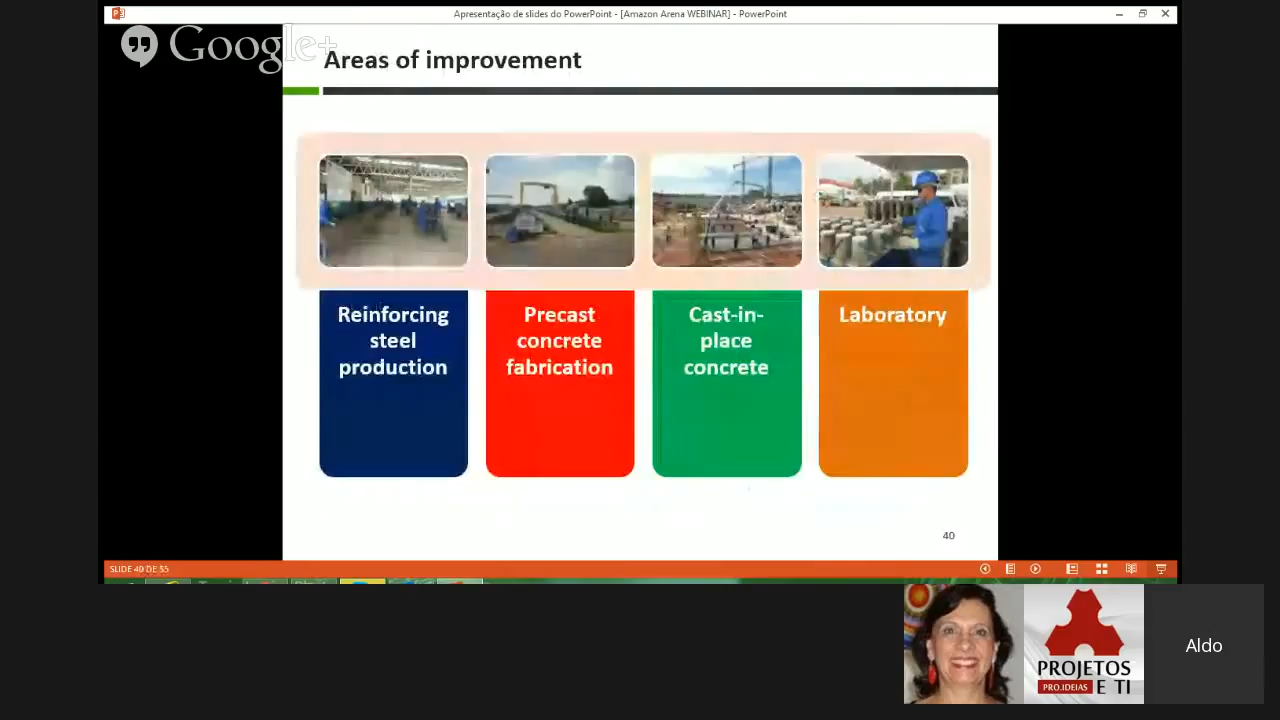 Apresentação de slides do PowerPoint - [Amazon Arena WEBINAR] - PowerPoint
Google+
Areas of improvement
Reinforcing
steel
production
Precast
concrete
fabrication
Cast-in-
place
concrete
Laboratory
40
SLIDE 40 DE 55
PROJETOS
PRO.IDEIAS E TI
Aldo